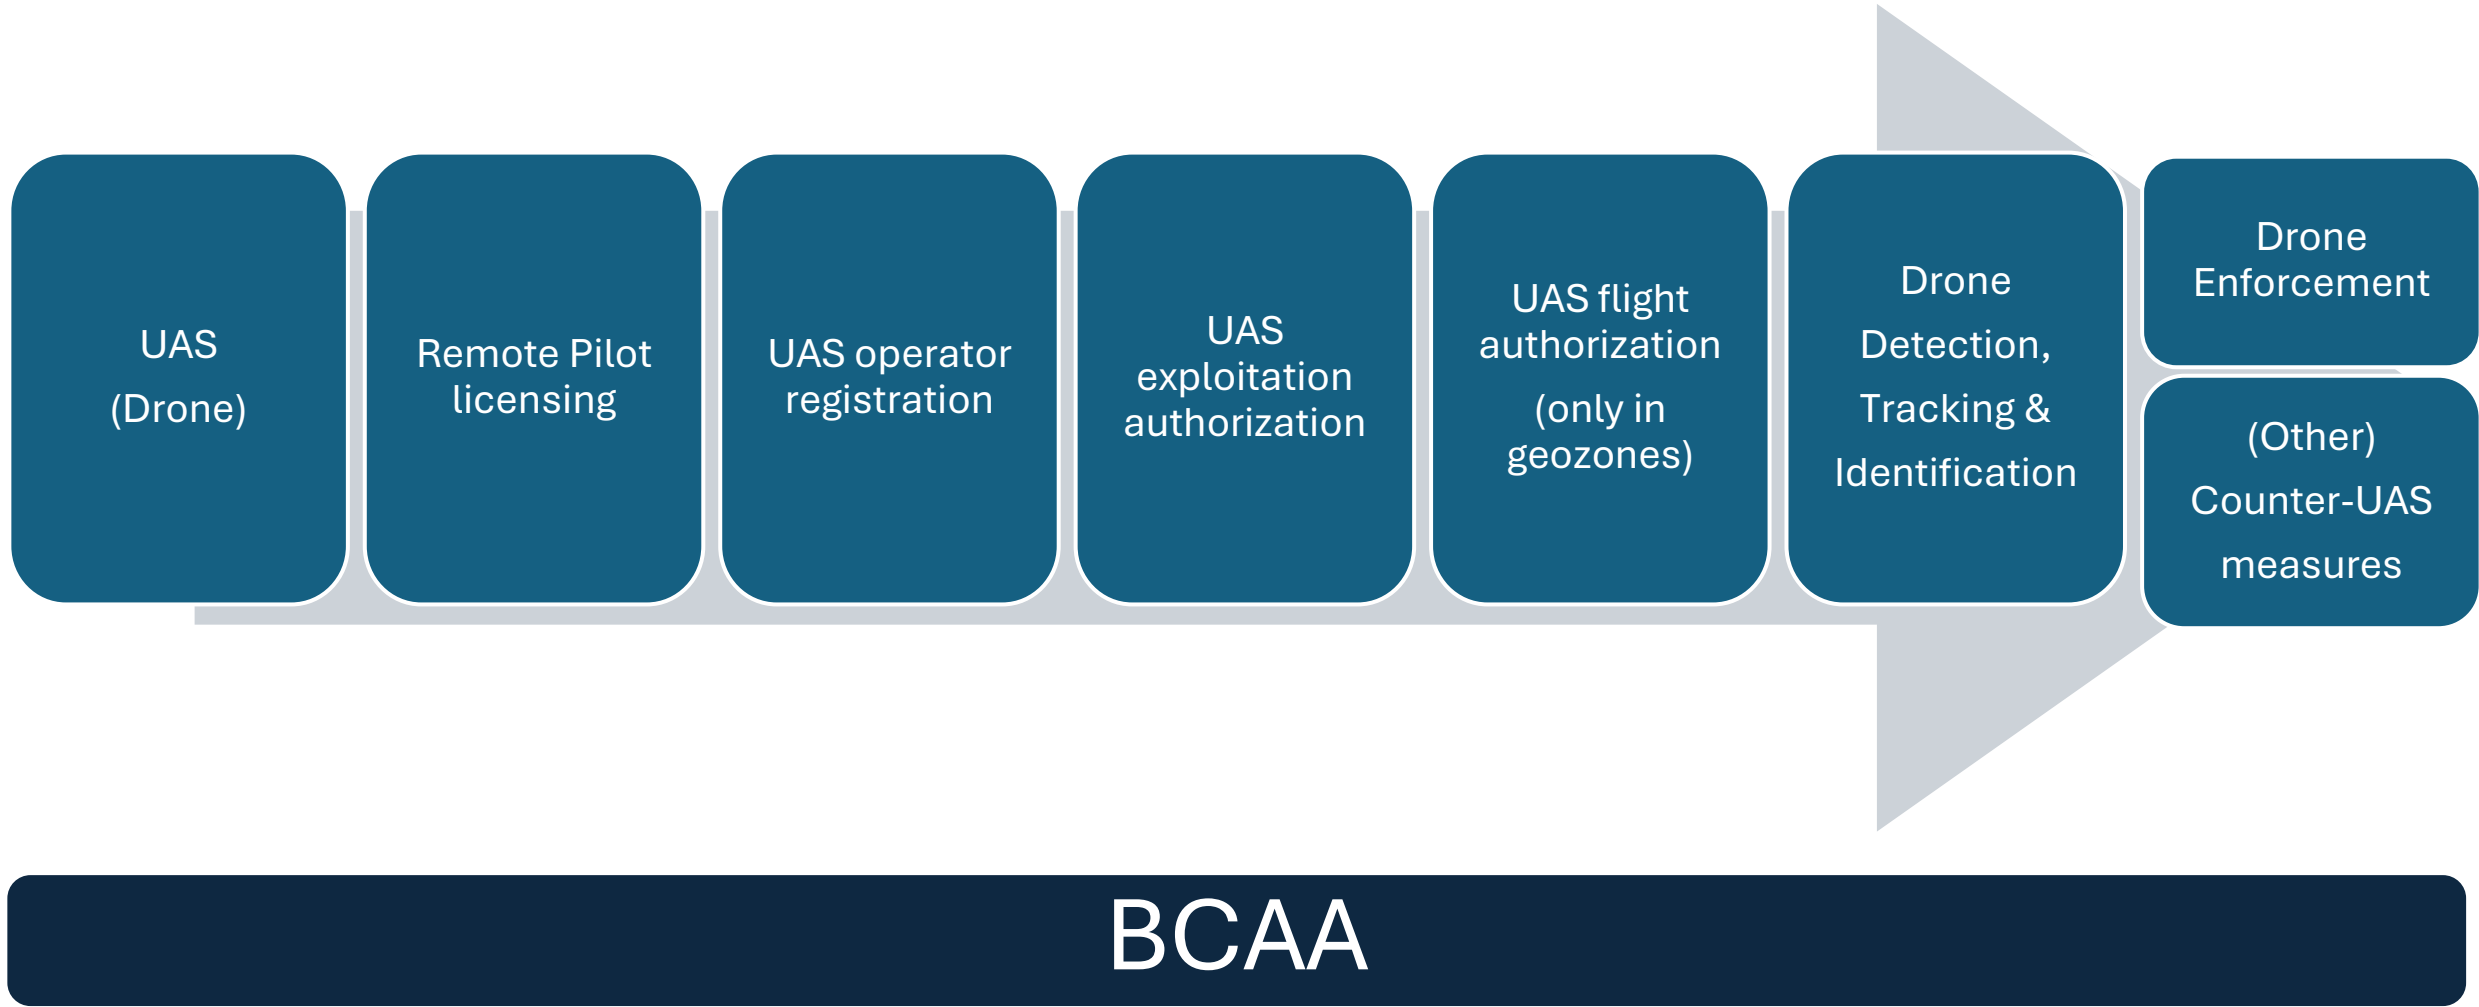 UAS
(Drone)
Remote Pilot
licensing
UAS operator
registration
UAS
exploitation
authorization
UAS flight
authorization
(only in
geozones)
Drone
Detection,
Tracking &
Identification
Drone
Enforcement
(Other)
Counter-UAS
measures
BCAA